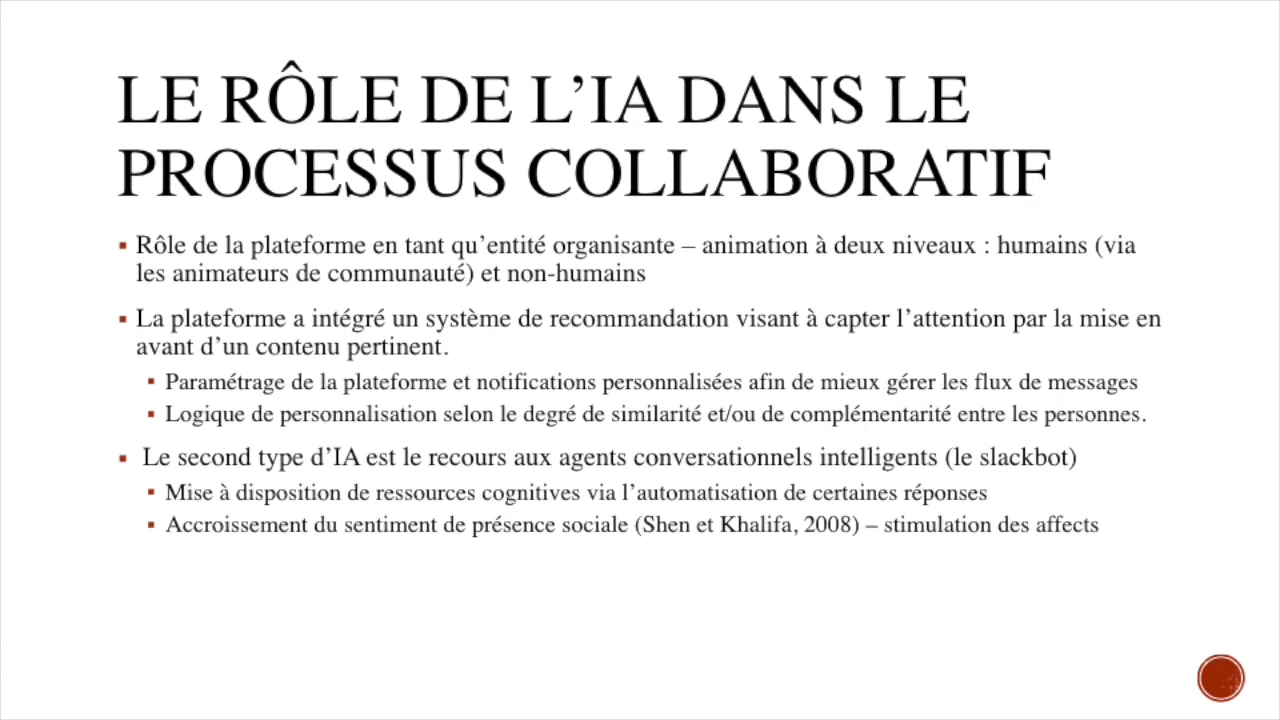 LE RÔLE DE L’IA DANS LE
PROCESSUS COLLABORATIF
▪ Rôle de la plateforme en tant qu’entité organisante – animation à deux niveaux : humains (via
les animateurs de communauté) et non-humains
▪ La plateforme a intégré un système de recommandation visant à capter l’attention par la mise en
avant d’un contenu pertinent.
▪ Paramétrage de la plateforme et notifications personnalisées afin de mieux gérer les flux de messages
▪ Logique de personnalisation selon le degré de similarité et/ou de complémentarité entre les personnes.
▪ Le second type d’IA est le recours aux agents conversationnels intelligents (le slackbot)
▪ Mise à disposition de ressources cognitives via l’automatisation de certaines réponses
▪ Accroissement du sentiment de présence sociale (Shen et Khalifa, 2008) – stimulation des affects